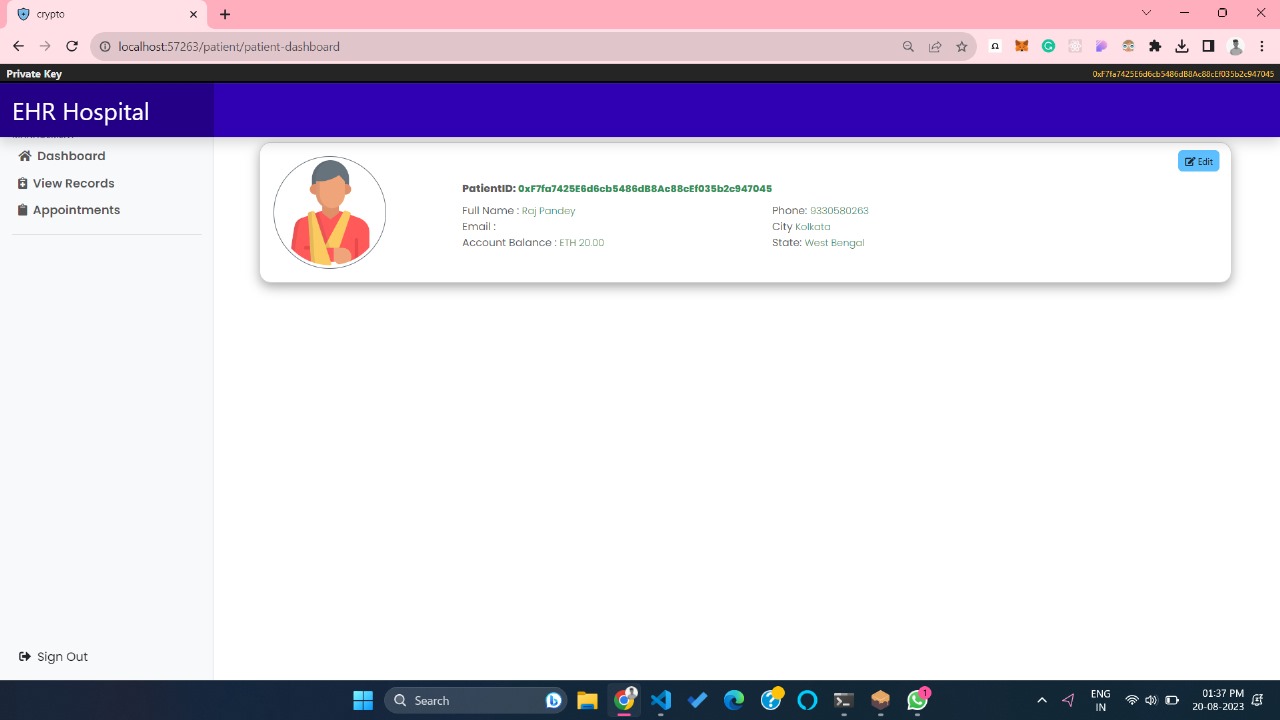 crypto
localhost:57263/patient/patient-dashboard
Private Key
0xF7fa7425E6d6cb5486dB8Ac88cEf035b2c947045
EHR Hospital
Dashboard
View Records
Appointments
Edit
PatientID: 0xF7fa7425E6d6cb5486dB8Ac88cEf035b2c947045
Full Name : Raj Pandey
Phone: 9330580263
Email :
City Kolkata
Account Balance : ETH 20.00
State: West Bengal
Sign Out
Search
1
ENG
IN
01:37 PM
20-08-2023